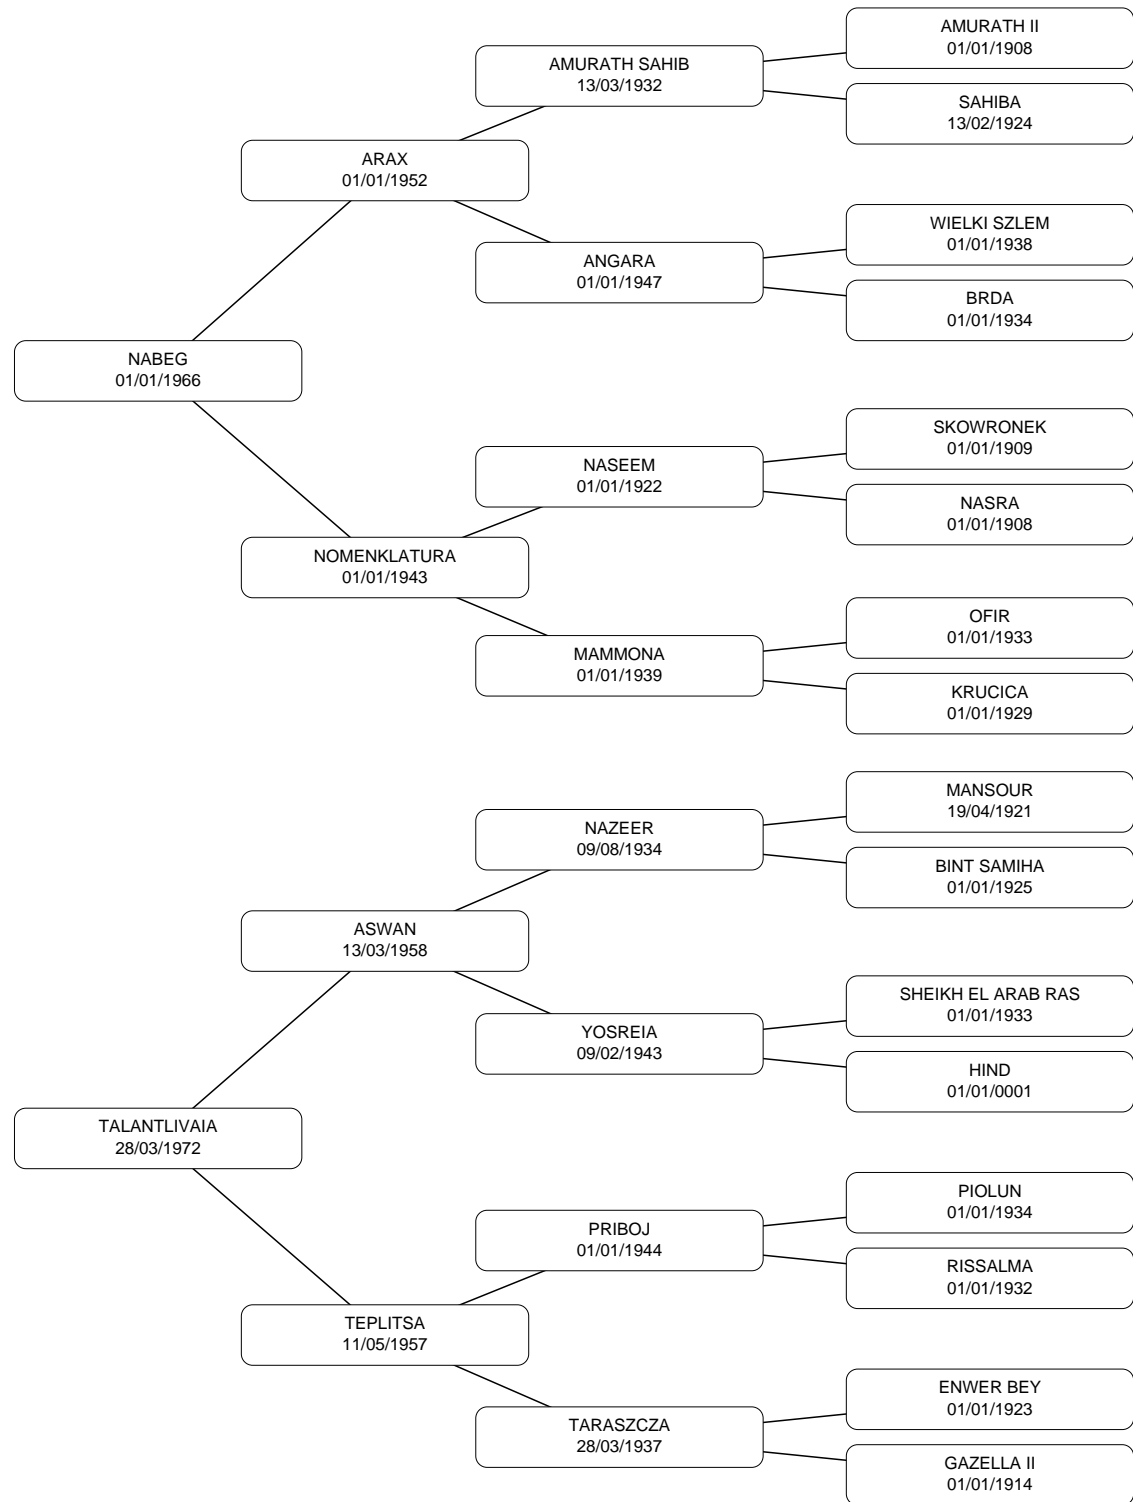 AMURATH II
01/01/1908
AMURATH SAHIB
13/03/1932
SAHIBA
13/02/1924
ARAX
01/01/1952
WIELKI SZLEM
01/01/1938
ANGARA
01/01/1947
BRDA
01/01/1934
NABEG
01/01/1966
SKOWRONEK
01/01/1909
NASEEM
01/01/1922
NASRA
01/01/1908
NOMENKLATURA
01/01/1943
OFIR
01/01/1933
MAMMONA
01/01/1939
KRUCICA
01/01/1929
MANSOUR
19/04/1921
NAZEER
09/08/1934
BINT SAMIHA
01/01/1925
ASWAN
13/03/1958
SHEIKH EL ARAB RAS
01/01/1933
YOSREIA
09/02/1943
HIND
01/01/0001
TALANTLIVAIA
28/03/1972
PIOLUN
01/01/1934
PRIBOJ
01/01/1944
RISSALMA
01/01/1932
TEPLITSA
11/05/1957
ENWER BEY
01/01/1923
TARASZCZA
28/03/1937
GAZELLA II
01/01/1914